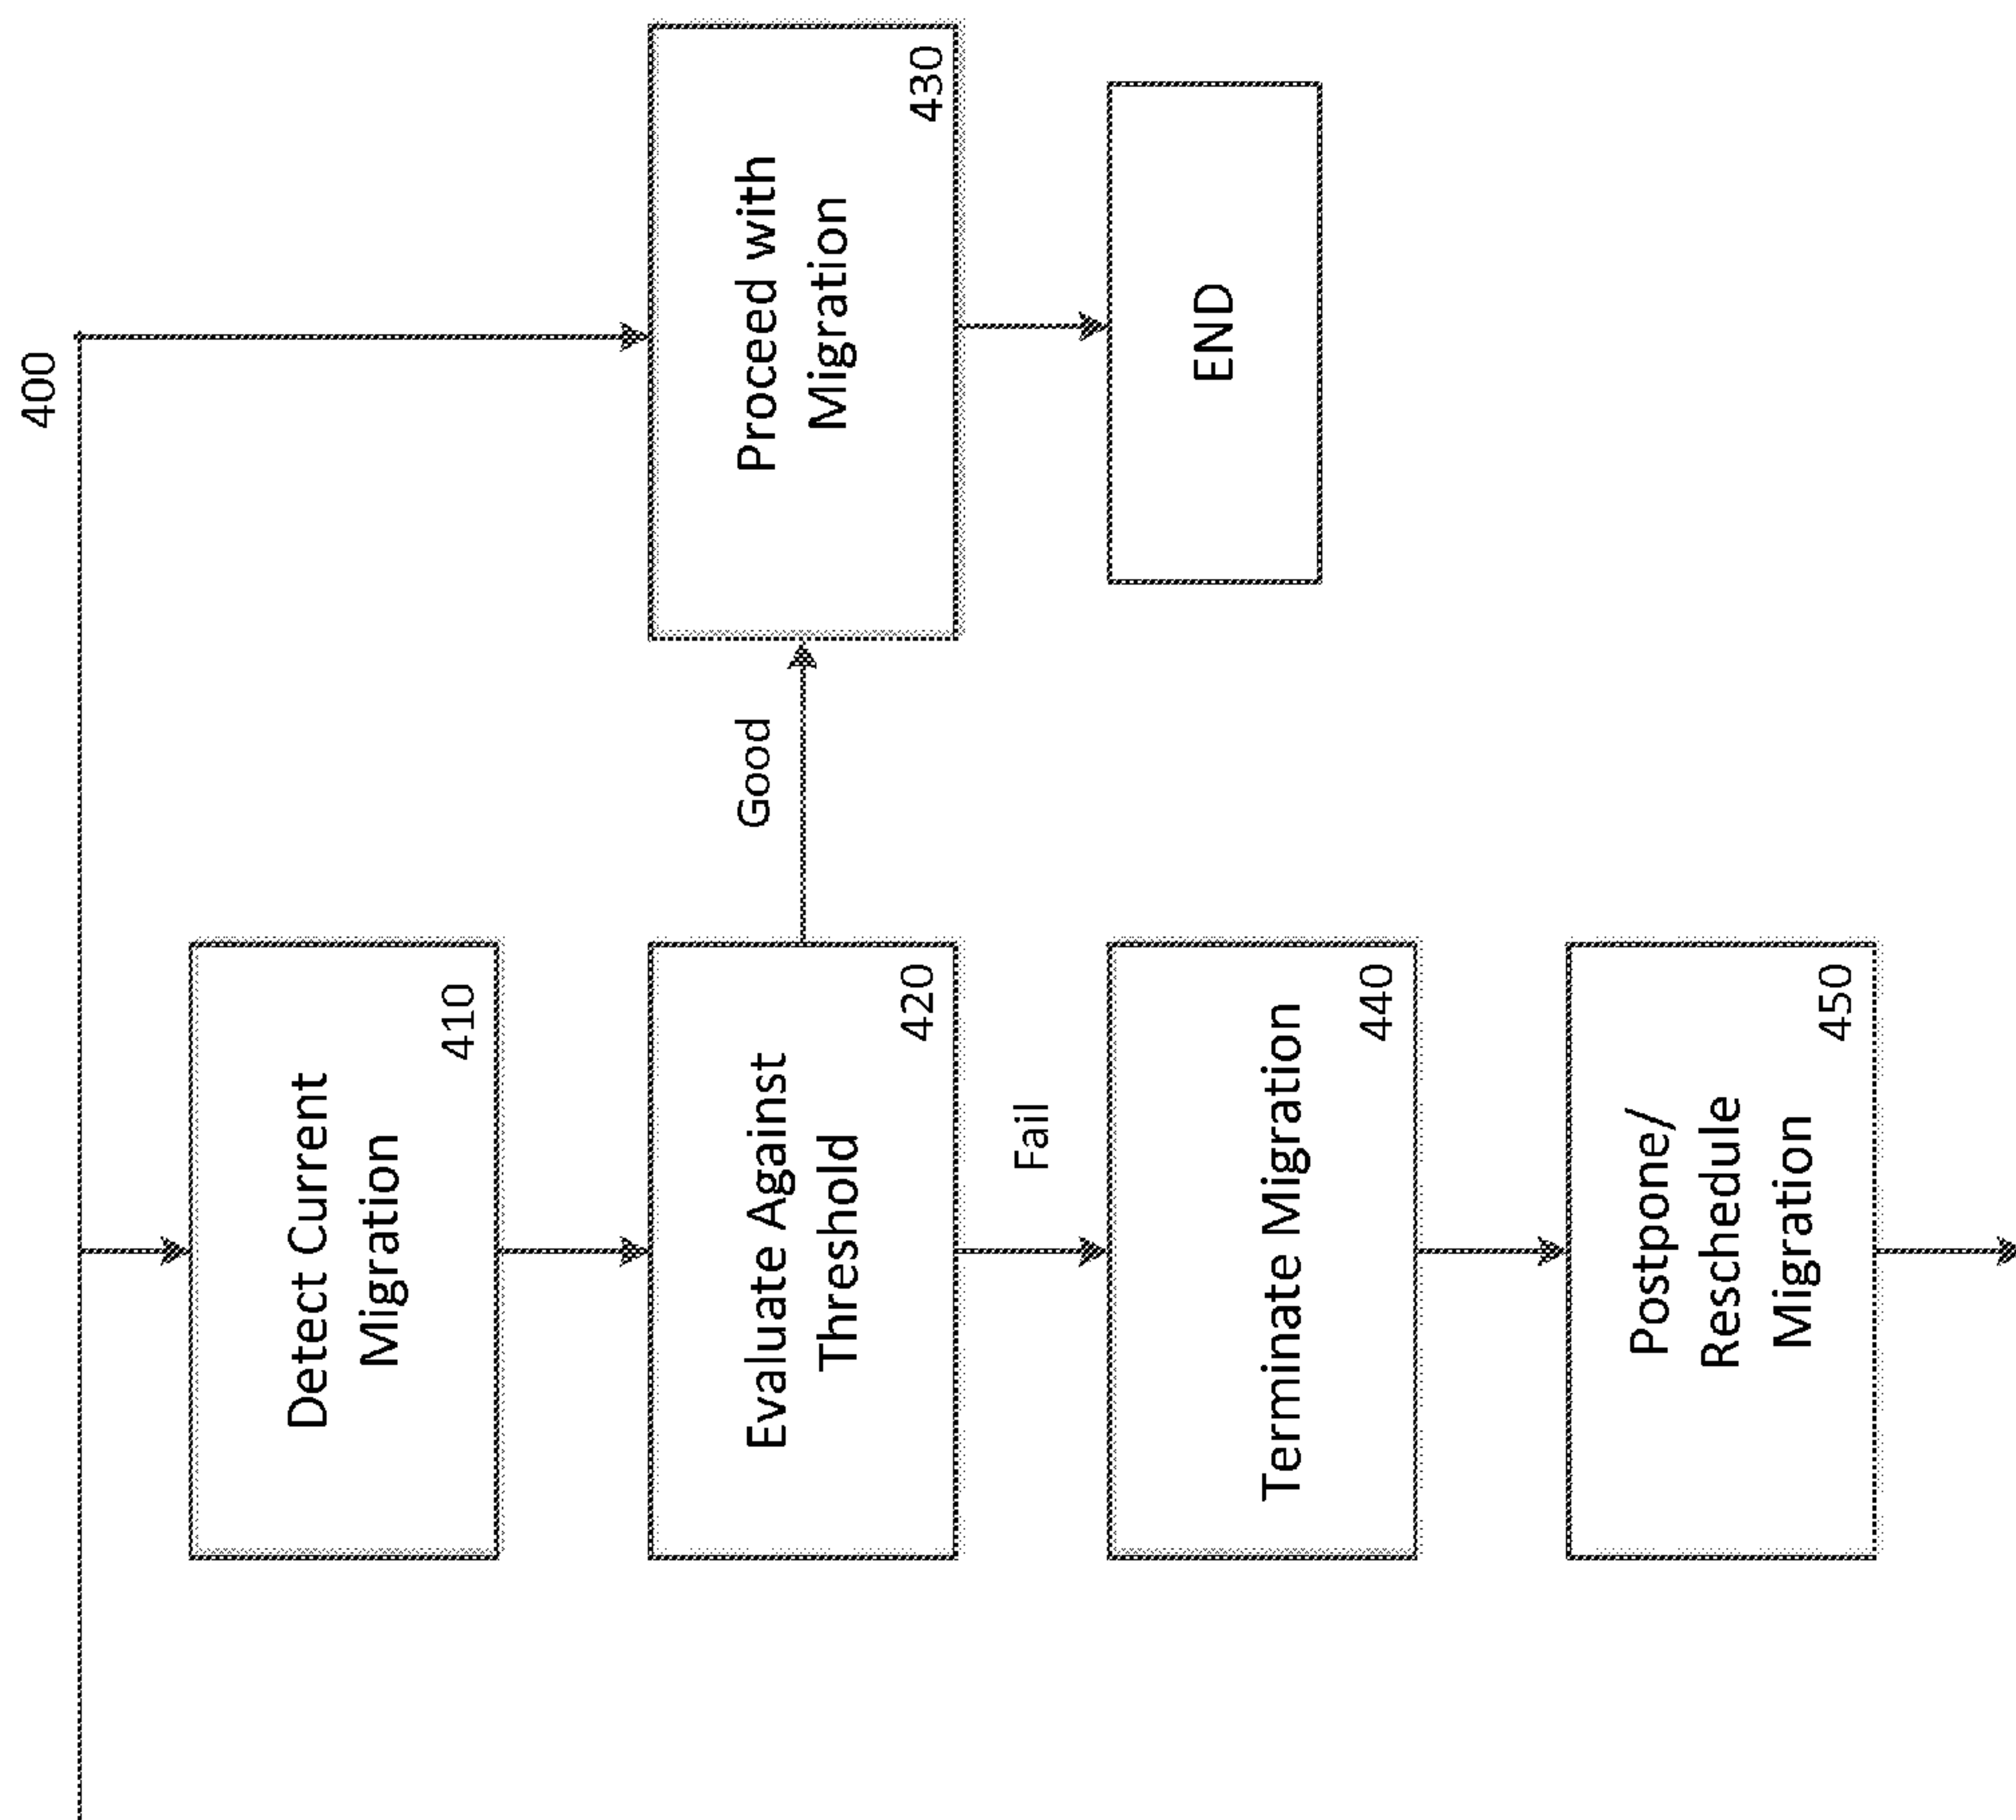 400
Detect Current
Migration
410
Evaluate Against
Threshold
420
Good
Proceed with
Migration
430
Fail
END
Terminate Migration
440
Postpone/
Reschedule
Migration
450